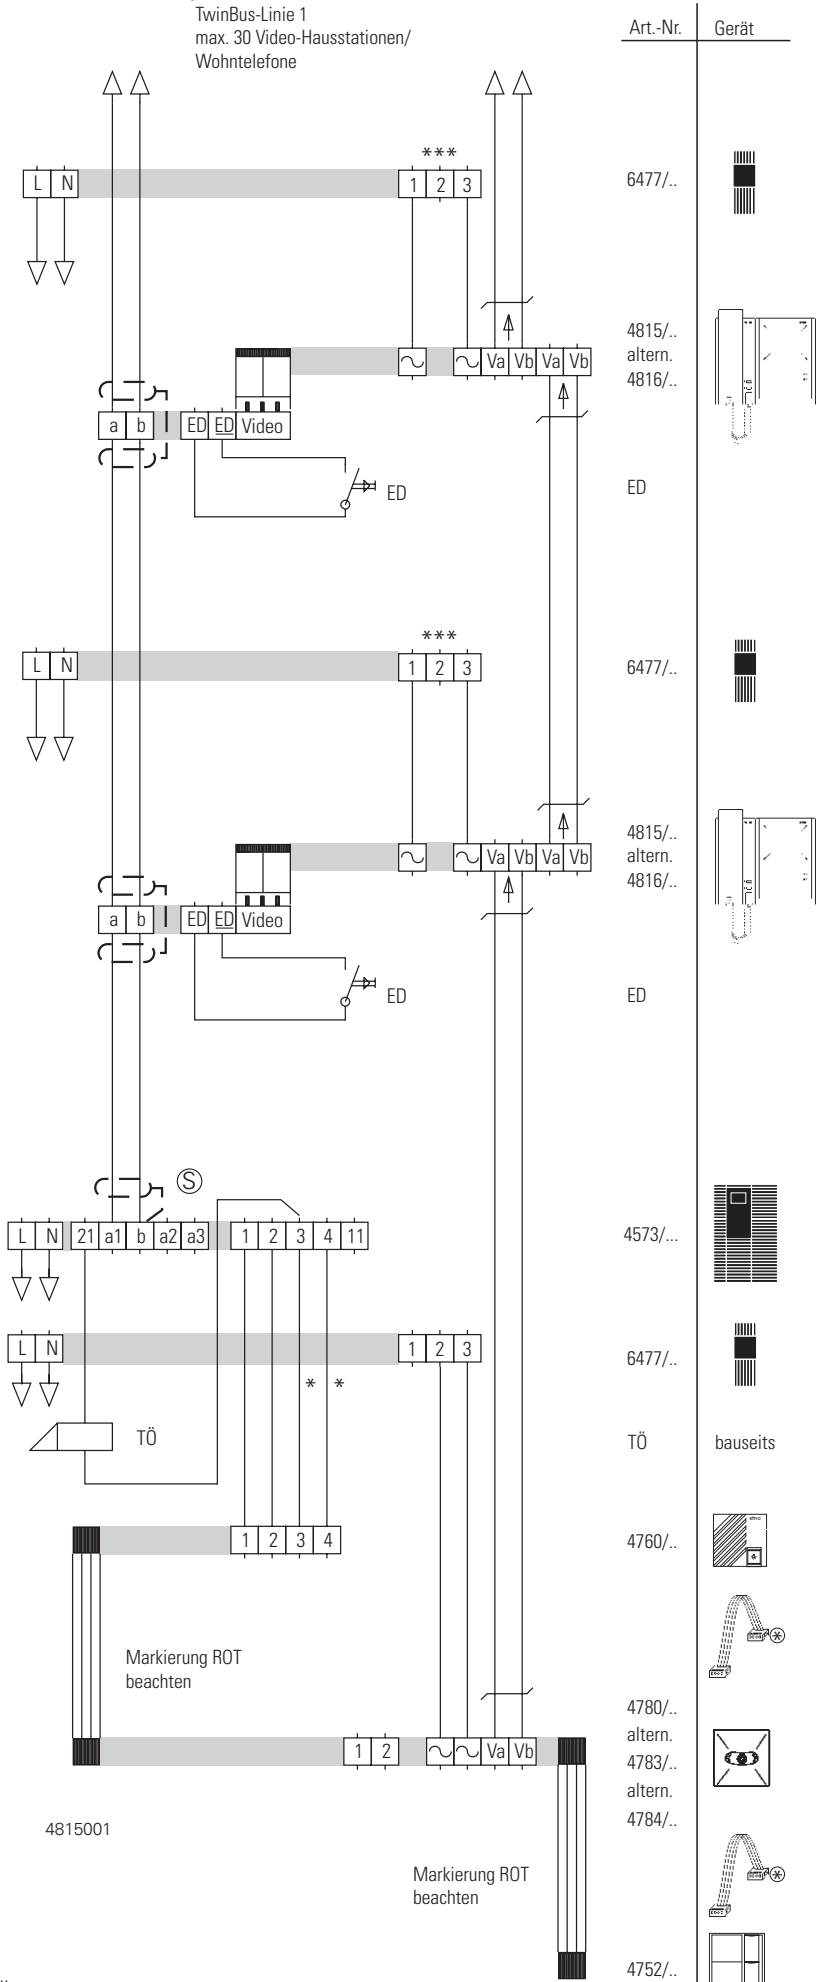 TwinBus-Linie 1
max. 30 Video-Hausstationen/
Wohntelefone
Art.-Nr. Gerät
***
L N 1 2 3 6477/..
4815/..
altern.
4816/..
Va Vb Va Vb
a b ED ED Video
ED ED
***
L N 1 2 3 6477/..
4815/..
altern.
4816/..
Va Vb Va Vb
a b ED ED Video
ED ED
S
L N 21 a1 b a2 a3 1 2 3 4 11 4573/...
L N 1 2 3 6477/..
* *
TÖ TÖ bauseits
1 2 3 4 4760/..
Markierung ROT
beachten
4780/..
altern.
1 2 Va Vb 4783/..
altern.
4784/..
4815001
Markierung ROT
beachten
4752/..